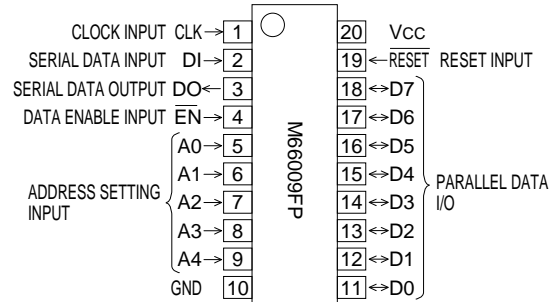 CLOCK INPUT CLK→ 1 20 Vcc
SERIAL DATA INPUT DI→ 2 19 ←RESET RESET INPUT
SERIAL DATA OUTPUT DO← 3 18 ↔D7
DATA ENABLE INPUT EN→ 4 17 ↔D6
A0→ 5 16 ↔D5
A1→ 6 15 ↔D4
A2→ 7 14 ↔D3
A3→ 8 13 ↔D2
A4→ 9 12 ↔D1
GND 10 11 ↔D0
ADDRESS SETTING
INPUT
M66009FP
PARALLEL DATA
I/O